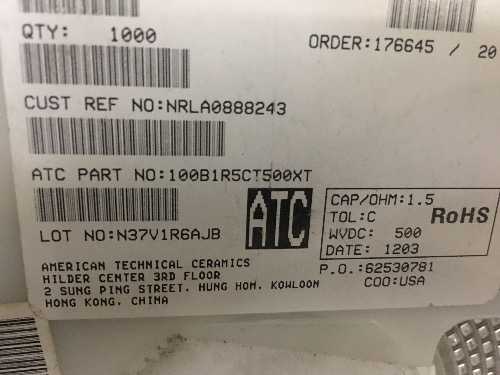 QTY: 1000
ORDER:176645 / 20
CUST REF NO:NRLA0888243
ATC PART NO:100B1R5CT500XT
LOT NO:N37V1R6AJB
ATC
CAP/OHM:1.5
TOL:C RoHS
WVDC: 500
DATE: 1203
P.O.:62530781
COO:USA
AMERICAN TECHNICAL CERAMICS
HILDER CENTER 3RD FLOOR
2 SUNG PING STREET. HUNG HOM. KOWLOON
HONG KONG. CHINA